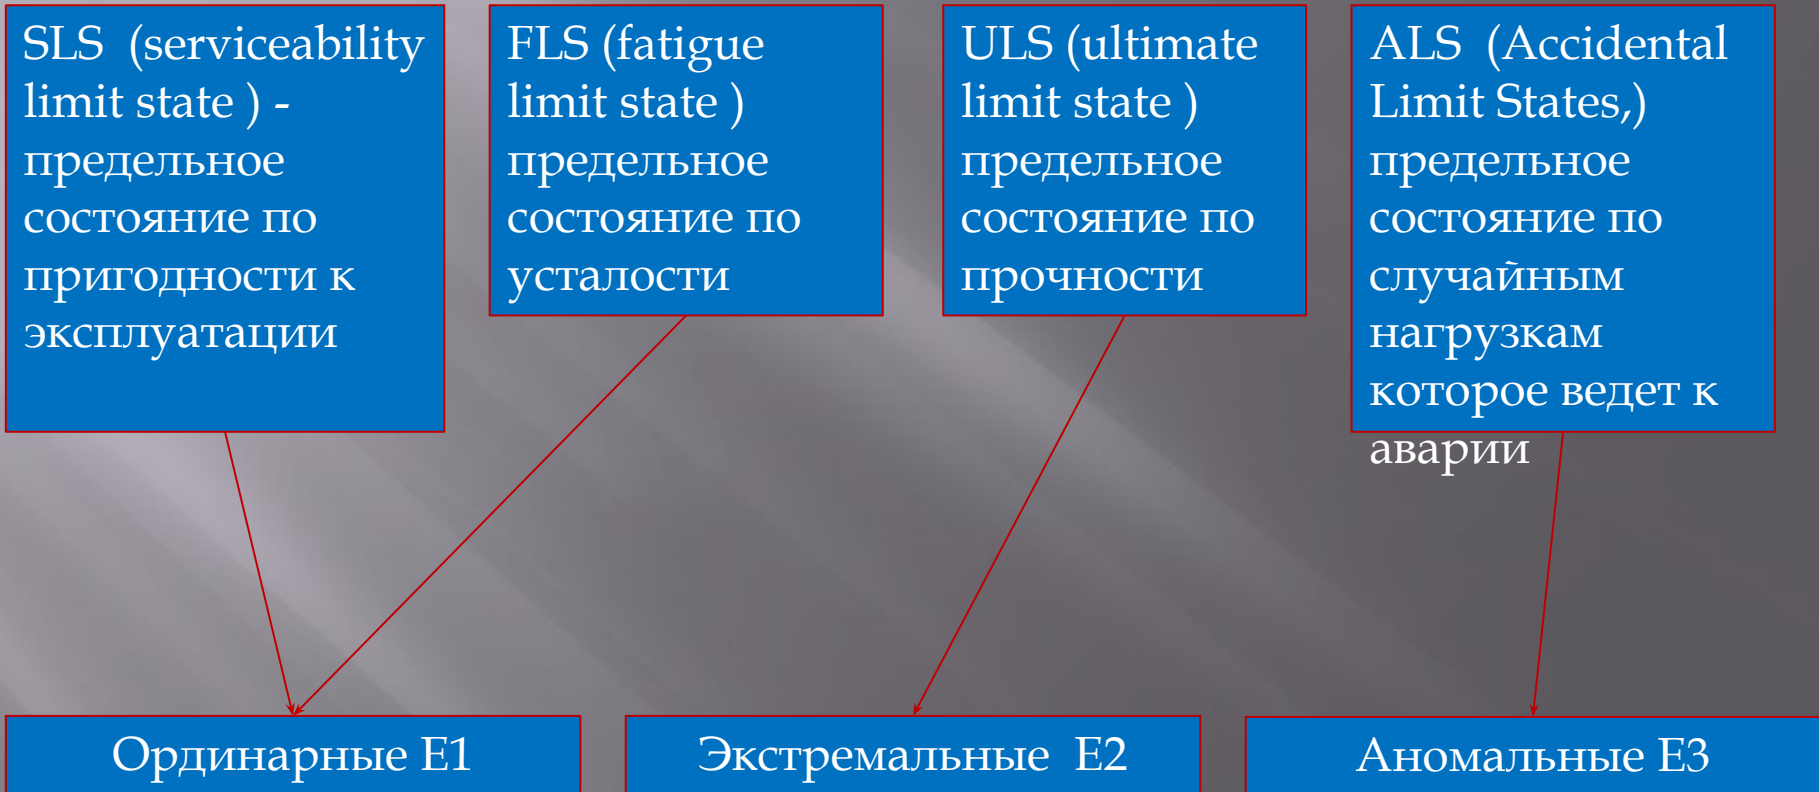 SLS  (serviceability
limit state ) -
предельное
состояние по
пригодности к
эксплуатации
FLS (fatigue
limit state )
предельное
состояние по
усталости
ULS (ultimate
limit state )
предельное
состояние по
прочности
ALS  (Accidental
Limit States,)
предельное
состояние по
случайным
нагрузкам
которое ведет к
аварии
Ординарные E1
Экстремальные  E2
Аномальные E3